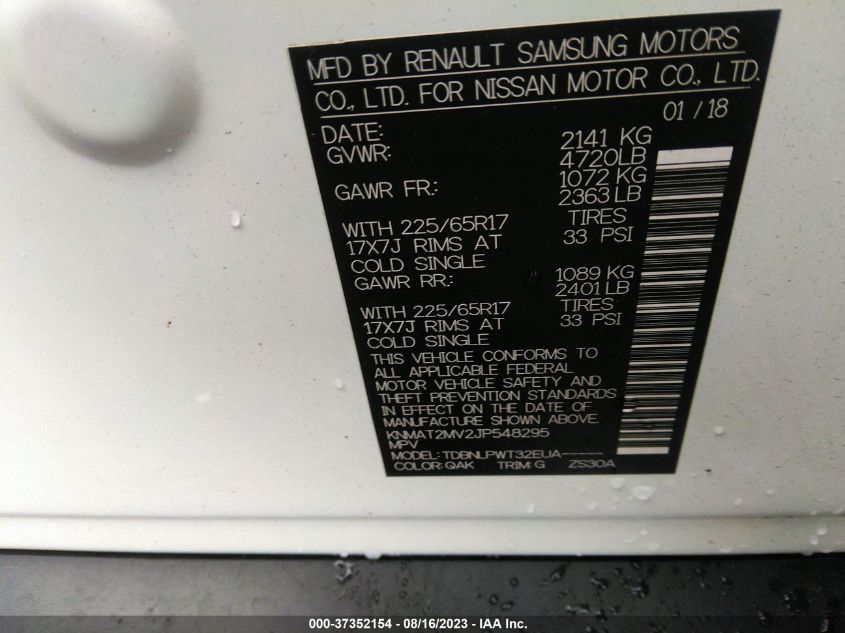 MFD BY RENAULT SAMSUNG MOTORS
CO., LTD. FOR NISSAN MOTOR CO., LTD.
DATE: 01 / 18
GVWR: 2141 KG
4720LB
GAWR FR.: 1072 KG
2363 LB
WITH 225/65R17 TIRES
17X7J RIMS AT 33 PSI
COLD SINGLE
GAWR RR.: 1089 KG
2401 LB
WITH 225/65R17 TIRES
17X7J RIMS AT 33 PSI
COLD SINGLE
THIS VEHICLE CONFORMS TO
ALL APPLICABLE FEDERAL
MOTOR VEHICLE SAFETY AND
THEFT PREVENTION STANDARDS
IN EFFECT ON THE DATE OF
MANUFACTURE SHOWN ABOVE.
KNMAT2MV2JP548295
MPV
MODEL: TDBNLPWT32EUA-----
COLOR: QAK TRIM: G ZS30A
000-37352154 - 08/16/2023 - IAA Inc.